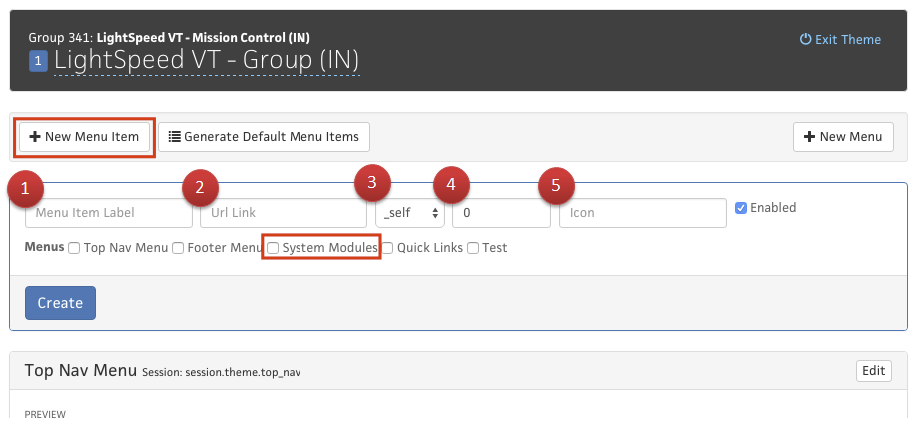 Group 341: LightSpeed VT - Mission Control (IN)
1 LightSpeed VT - Group (IN)
Exit Theme
New Menu Item Generate Default Menu Items New Menu
1 2 3 4 5
Menu Item Label Url Link _self 0 Icon Enabled
Menus Top Nav Menu Footer Menu System Modules Quick Links Test
Create
Top Nav Menu Session: session.theme.top_nav Edit
PREVIEW